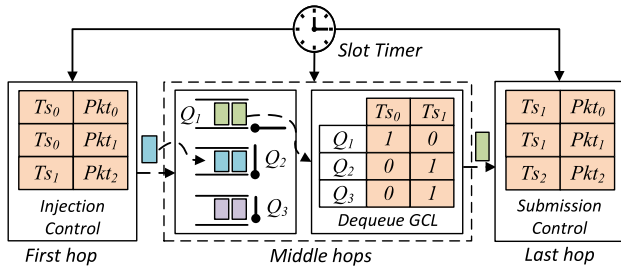 Slot Timer
Ts0 Pkt0
Ts0 Pkt1
Ts1 Pkt2
Injection
Control
First hop
Q1
Q2
Q3
Ts0 Ts1
Q1 1 0
Q2 0 1
Q3 0 1
Dequeue GCL
Middle hops
Ts1 Pkt0
Ts1 Pkt1
Ts2 Pkt2
Submission
Control
Last hop